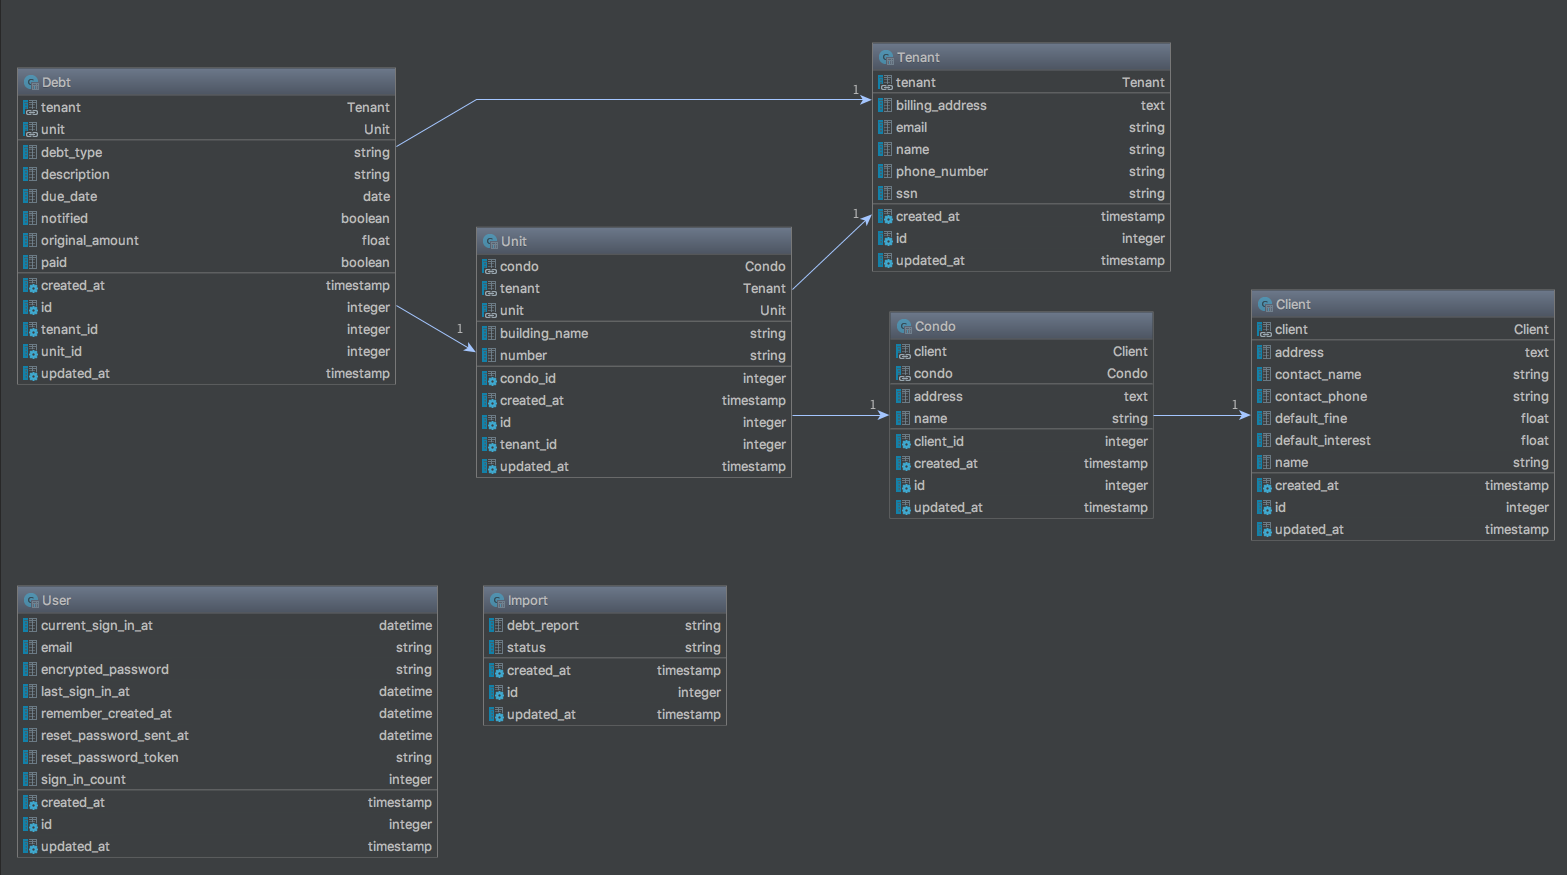 Debt
tenant Tenant
unit Unit
debt_type string
description string
due_date date
notified boolean
original_amount float
paid boolean
created_at timestamp
id integer
tenant_id integer
unit_id integer
updated_at timestamp
1
1
Unit
condo Condo
tenant Tenant
unit Unit
building_name string
number string
condo_id integer
created_at timestamp
id integer
tenant_id integer
updated_at timestamp
1
1
Tenant
tenant Tenant
billing_address text
email string
name string
phone_number string
ssn string
created_at timestamp
id integer
updated_at timestamp
Condo
client Client
condo Condo
address text
name string
client_id integer
created_at timestamp
id integer
updated_at timestamp
1
Client
client Client
address text
contact_name string
contact_phone string
default_fine float
default_interest float
name string
created_at timestamp
id integer
updated_at timestamp
User
current_sign_in_at datetime
email string
encrypted_password string
last_sign_in_at datetime
remember_created_at datetime
reset_password_sent_at datetime
reset_password_token string
sign_in_count integer
created_at timestamp
id integer
updated_at timestamp
Import
debt_report string
status string
created_at timestamp
id integer
updated_at timestamp